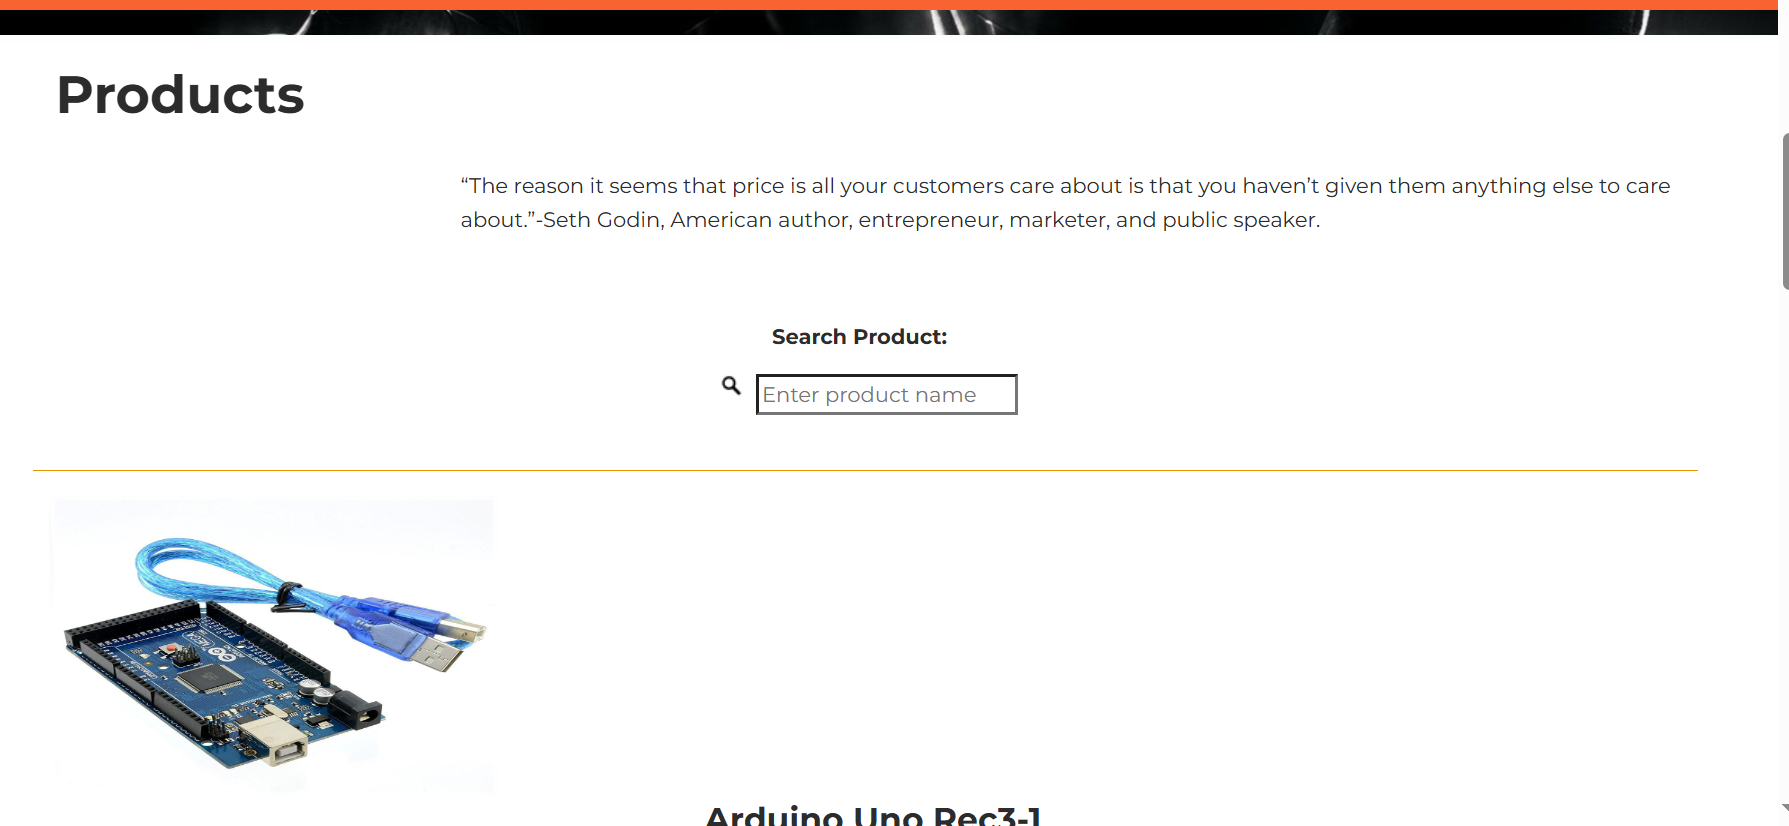 Products
“The reason it seems that price is all your customers care about is that you haven’t given them anything else to care
about.”-Seth Godin, American author, entrepreneur, marketer, and public speaker.
Search Product:
Enter product name
Arduino Uno Rec3-1